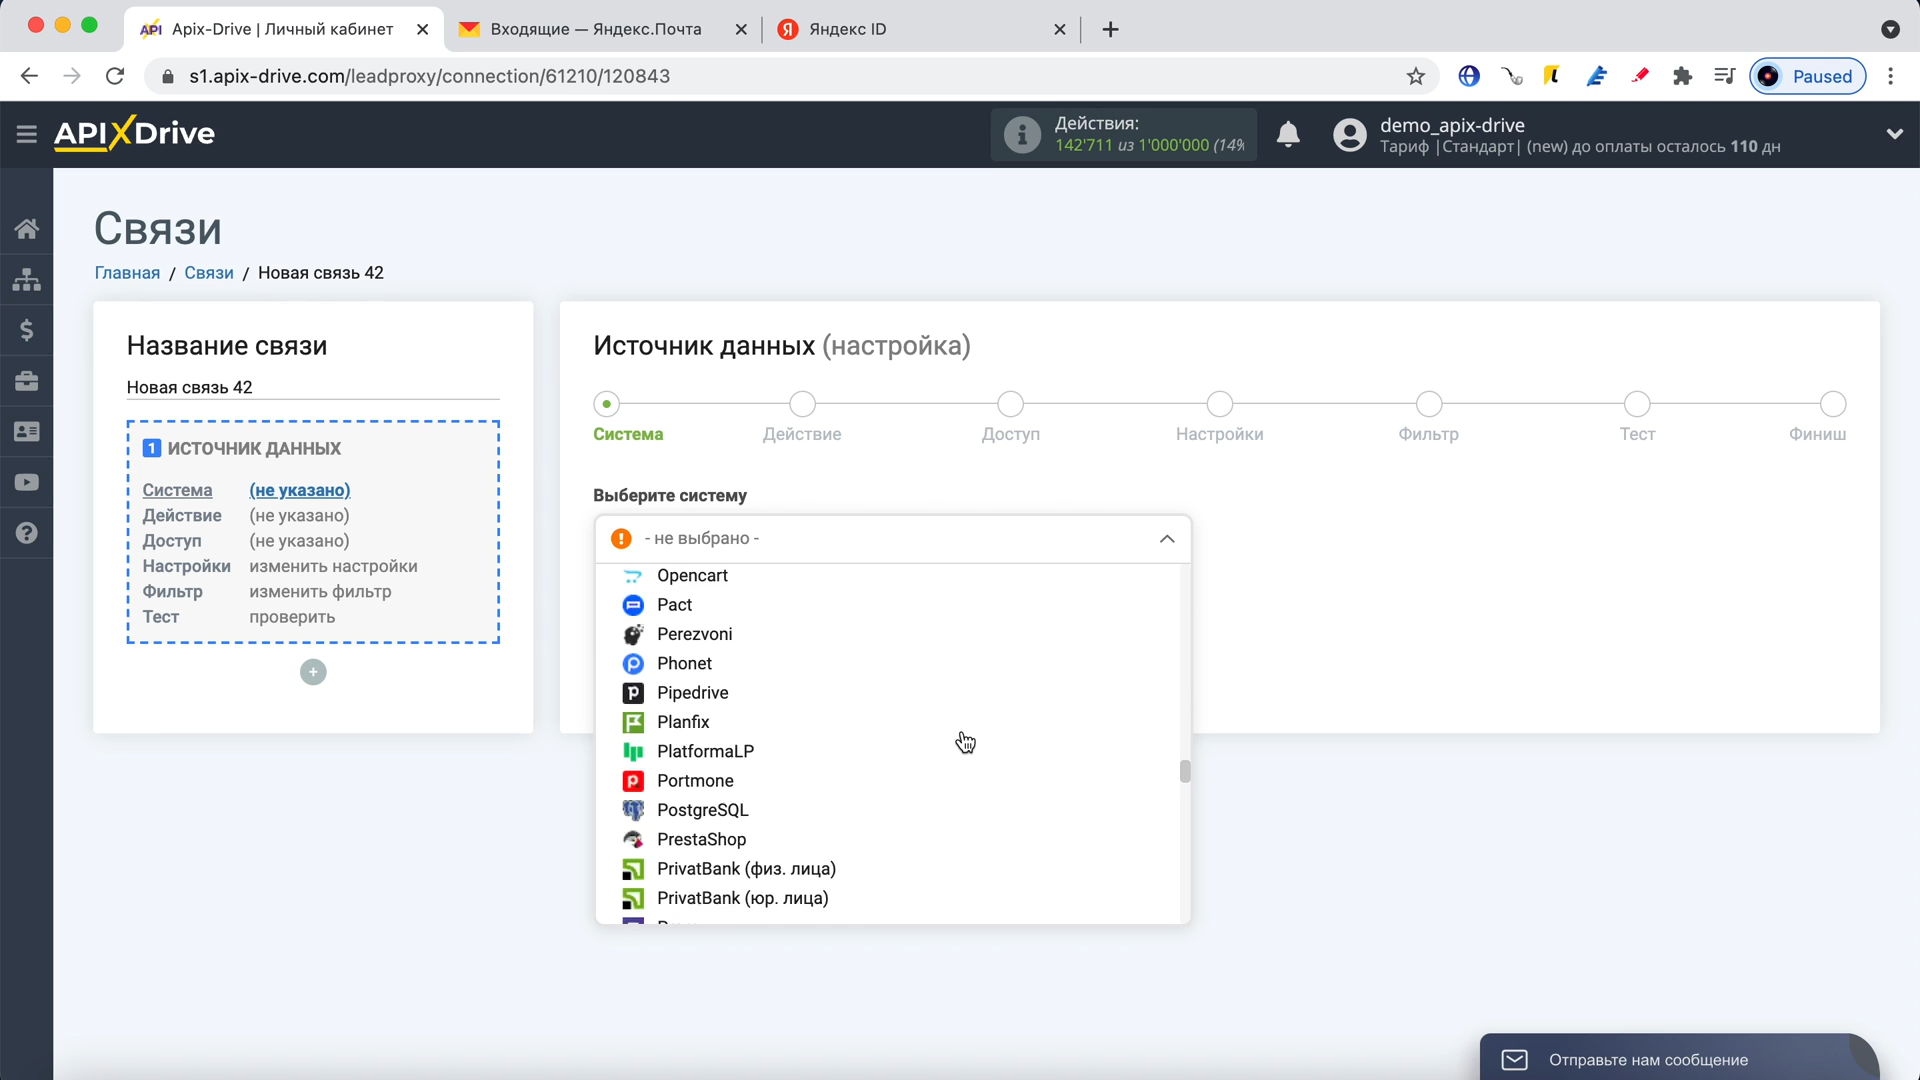 Apix-Drive | Личный кабинет
Входящие — Яндекс.Почта
Яндекс ID
s1.apix-drive.com/leadproxy/connection/61210/120843
Paused
APIXDrive
Действия:
142'711 из 1'000'000 (14%
demo_apix-drive
Тариф |Стандарт| (new) до оплаты осталось 110 дн
Связи
Главная / Связи / Новая связь 42
Название связи
Новая связь 42
1 ИСТОЧНИК ДАННЫХ
Система (не указано)
Действие (не указано)
Доступ (не указано)
Настройки изменить настройки
Фильтр изменить фильтр
Тест проверить
Источник данных (настройка)
Система
Действие
Доступ
Настройки
Фильтр
Тест
Финиш
Выберите систему
- не выбрано -
Opencart
Pact
Perezvoni
Phonet
Pipedrive
Planfix
PlatformaLP
Portmone
PostgreSQL
PrestaShop
PrivatBank (физ. лица)
PrivatBank (юр. лица)
Отправьте нам сообщение